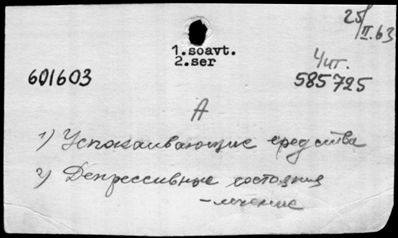 25/II.63
1.soavt.
2.ser
Чит.
601603
585725
А
1) Успокаивающие средства
2) Депрессивные состояния
-лечение